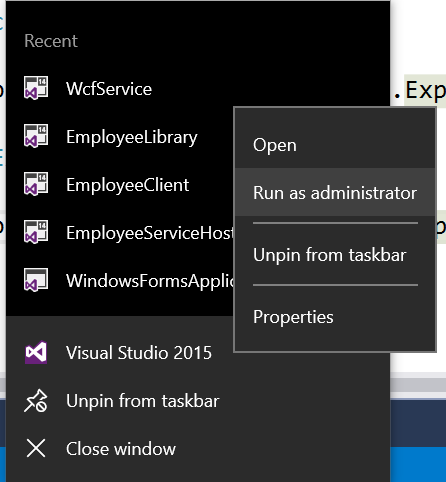 Recent
WcfService
EmployeeLibrary
EmployeeClient
EmployeeServiceHost
WindowsFormsApplic
Visual Studio 2015
Unpin from taskbar
Close window
Open
Run as administrator
Unpin from taskbar
Properties
.Exp